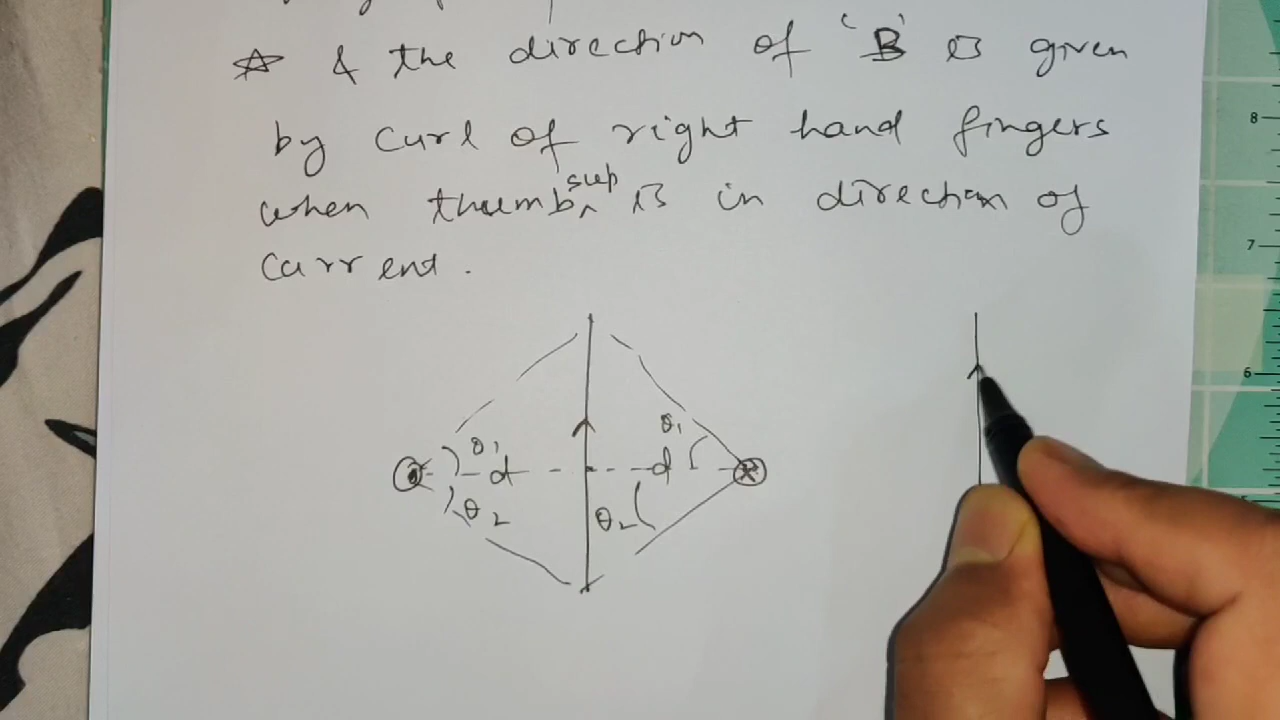 ☆ & the direction of 'B' is given
by curl of right hand fingers
when thumb sup is in direction of
current.
θ₁ d θ₁
d
θ₂ θ₂
8
7
6